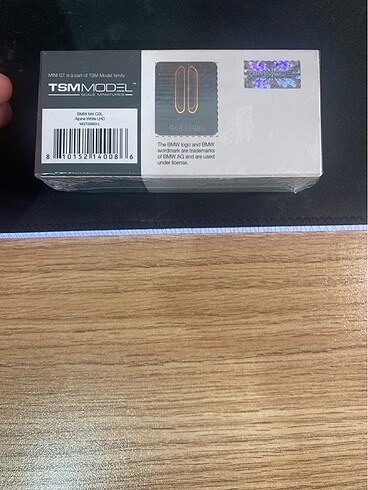 MINI GT is a part of TSM Model family
TSMMODEL
SCALE MINIATURES
BMW M4 CSL
Alpine White LHD
8 10152 14008 6
94833986
The BMW logo and BMW
wordmark are trademarks
of BMW AG and are used
under license.